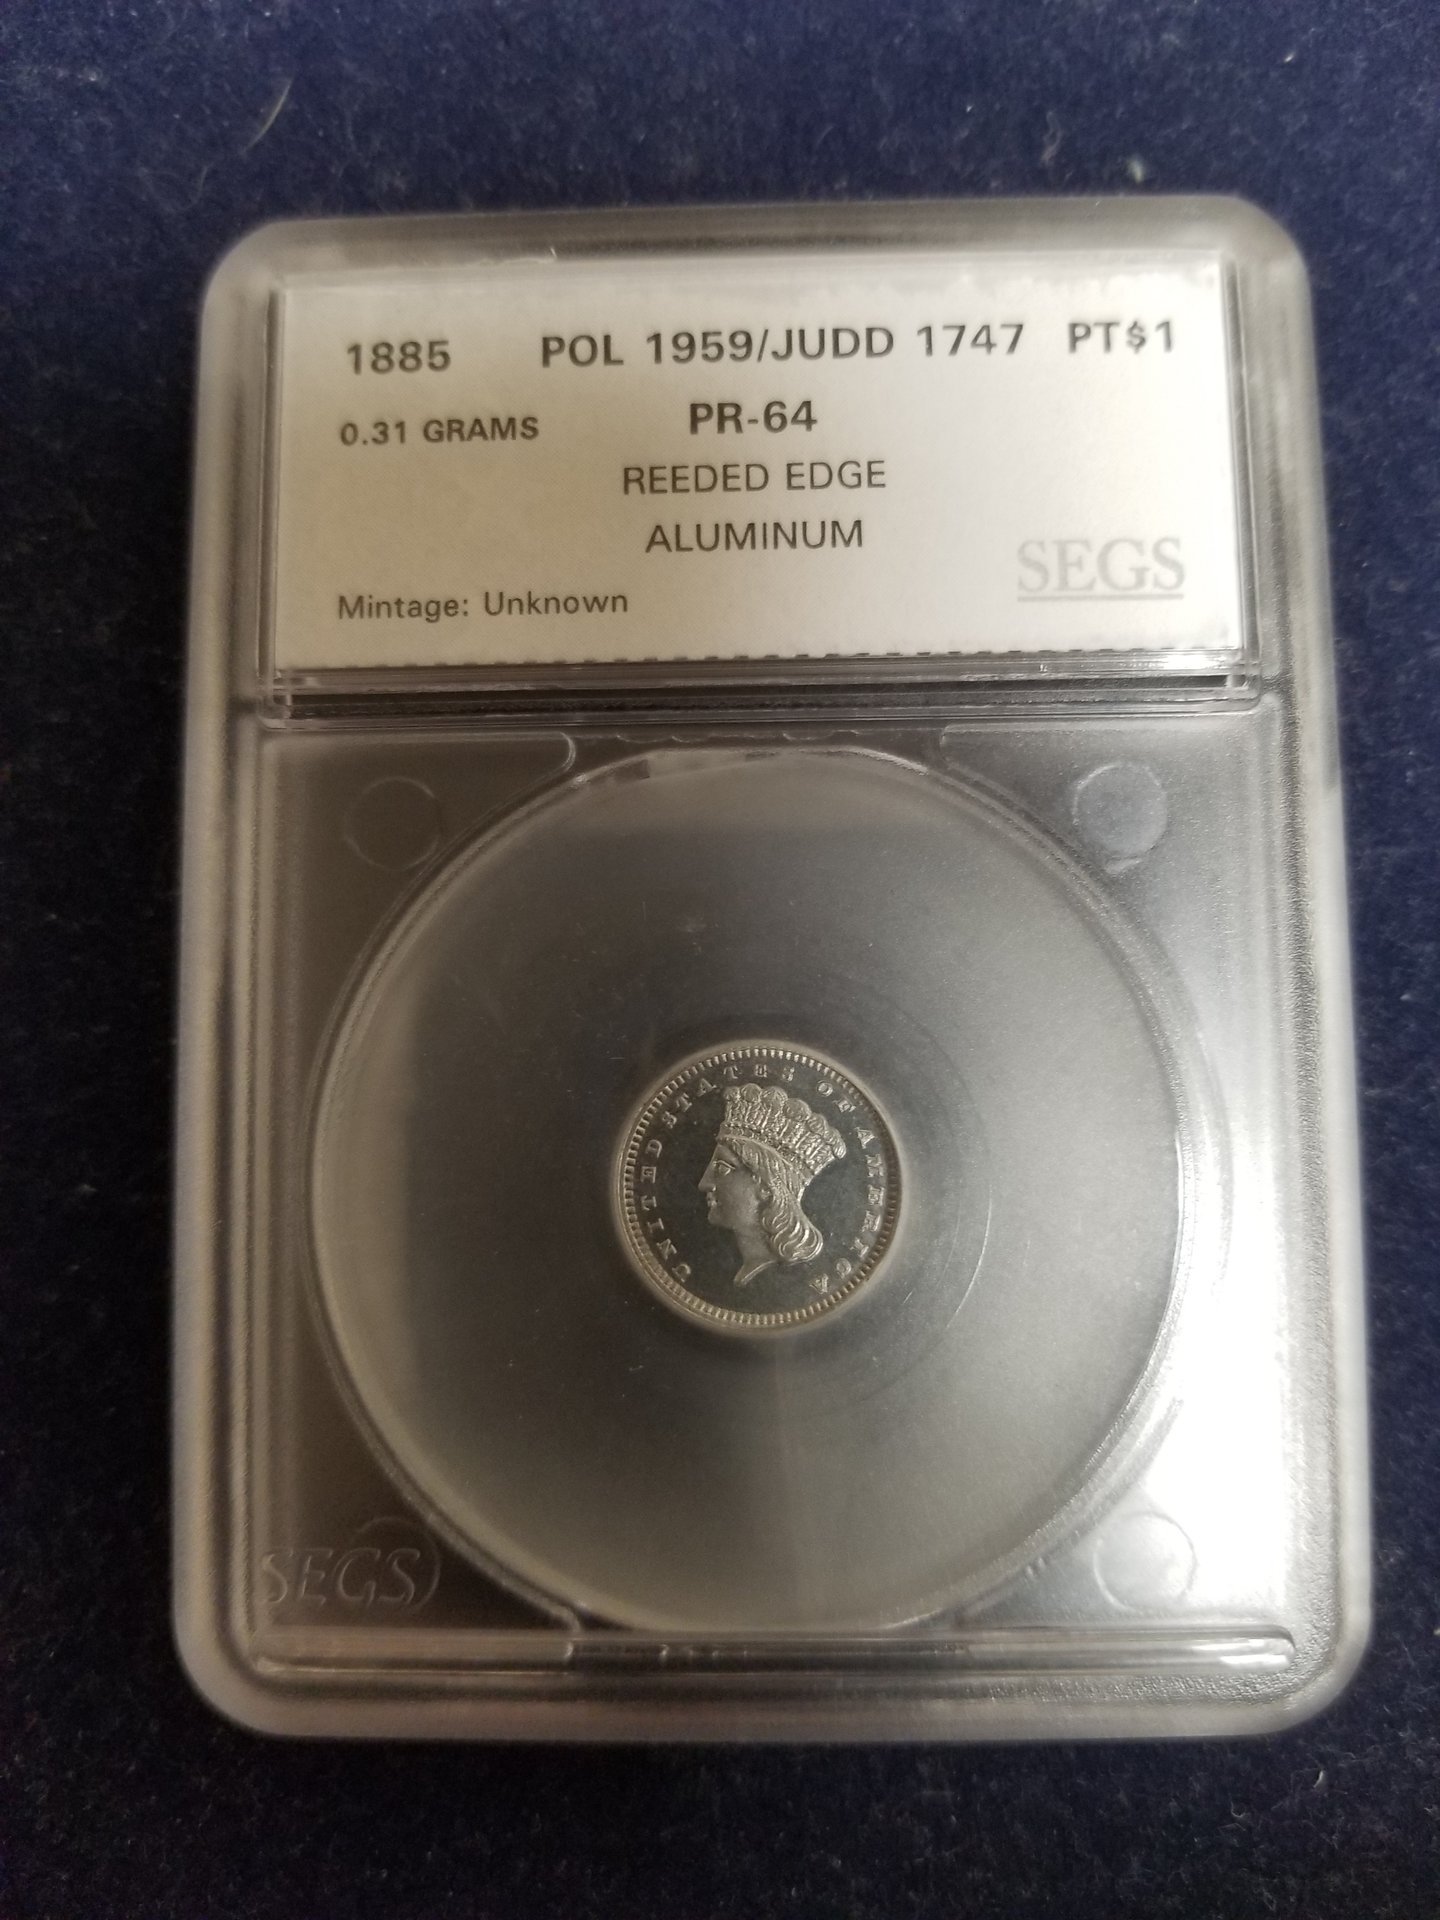 1885 POL 1959/JUDD 1747 PT$1
0.31 GRAMS PR-64
REEDED EDGE
ALUMINUM
SEGS
Mintage: Unknown
UNITED STATES OF AMERICA
SEGS